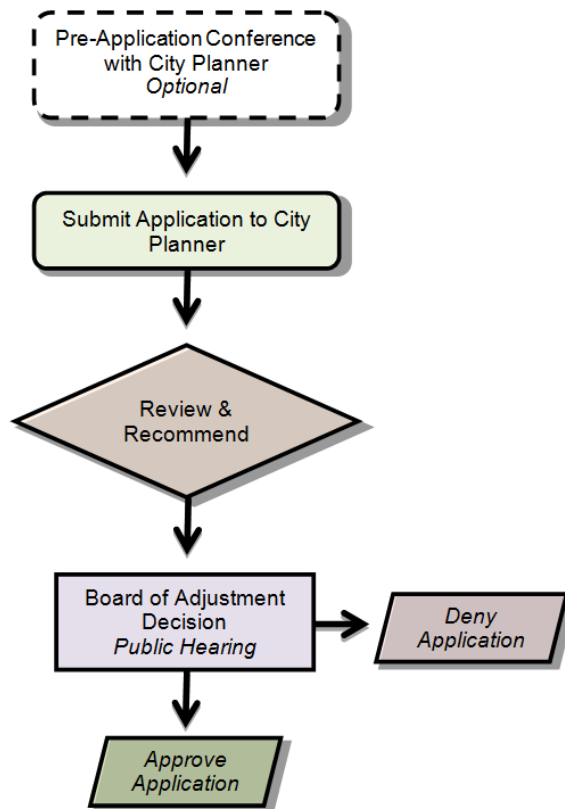 Pre-Application Conference
with City Planner
Optional
Submit Application to City
Planner
Review &
Recommend
Board of Adjustment
Decision
Public Hearing
Deny
Application
Approve
Application